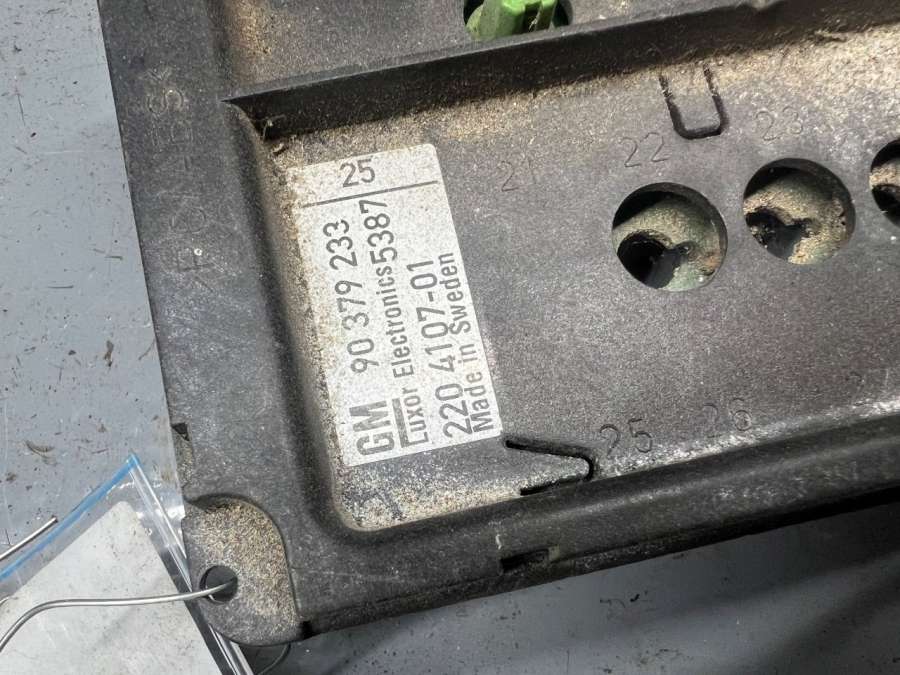 25
GM 90 379 233
Luxor Electronics 5387
220 4107-01
Made in Sweden
21 22 23
25 26